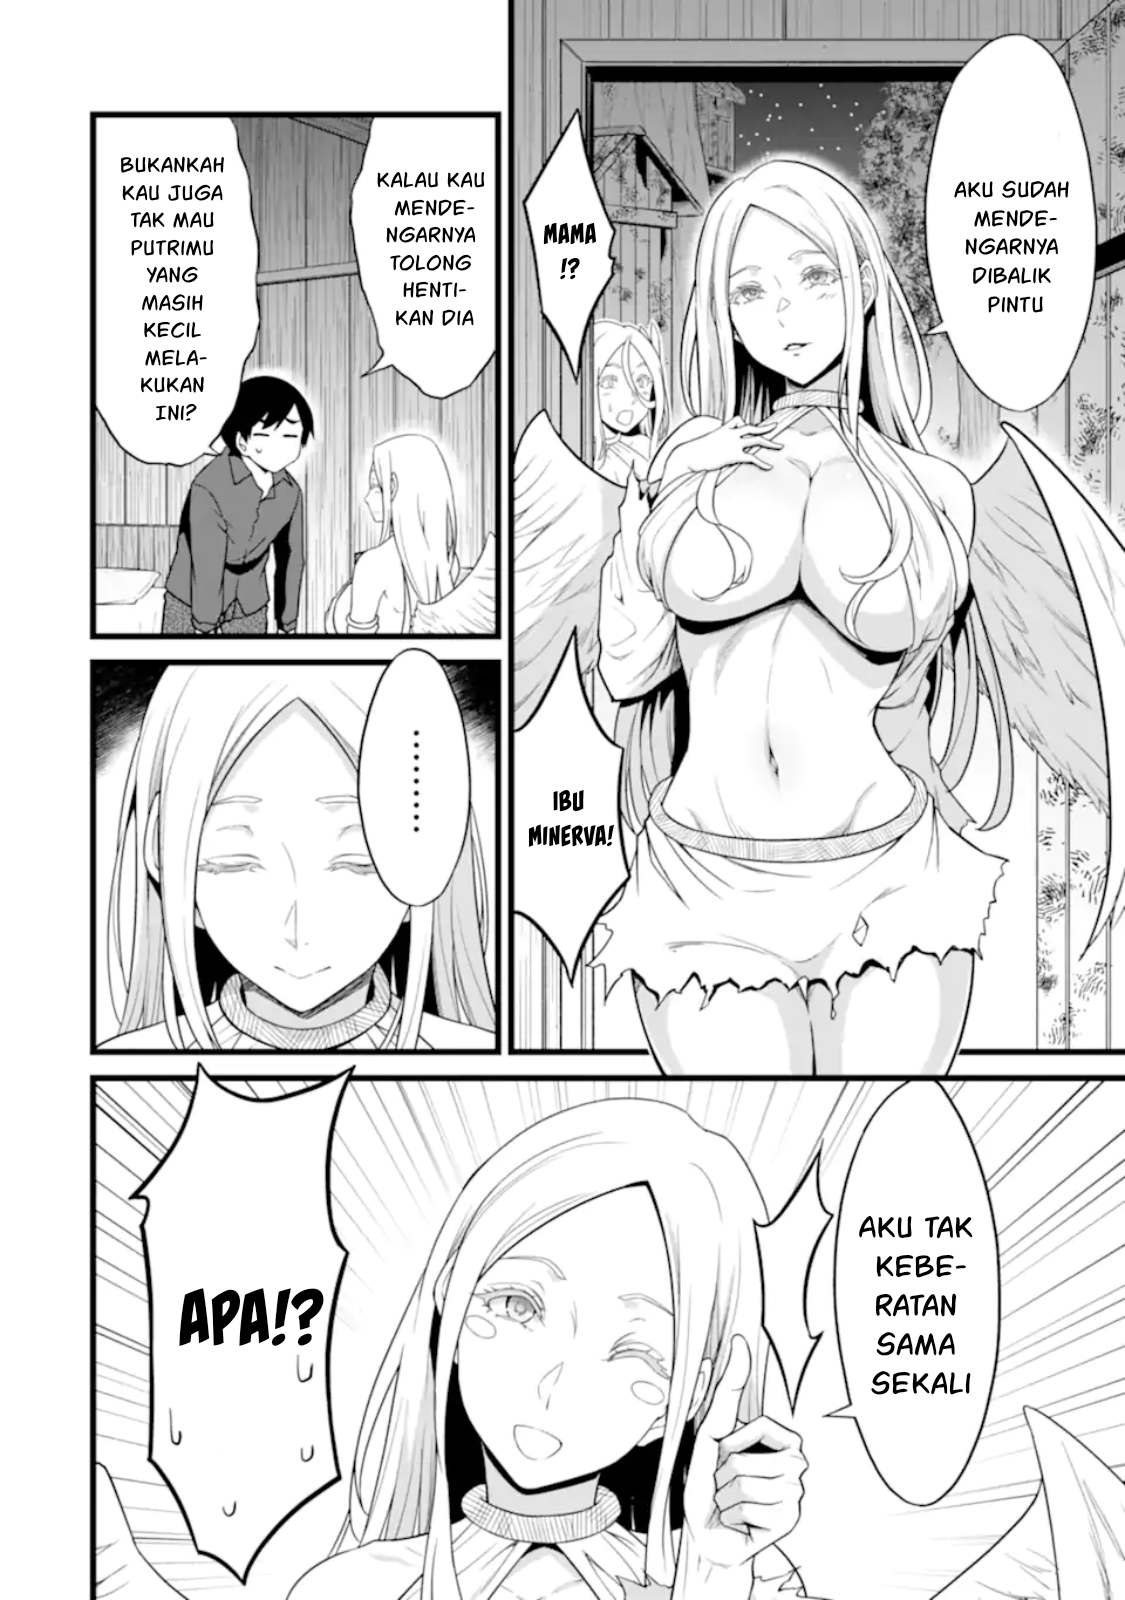 AKU SUDAH
MENDE-
NGARNYA
DIBALIK
PINTU
MAMA
!?
IBU
MINERVA!
KALAU KAU
MENDE-
NGARNYA
TOLONG
HENTI-
KAN DIA
BUKANKAH
KAU JUGA
TAK MAU
PUTRIMU
YANG
MASIH
KECIL
MELA-
KUKAN
INI?
.........
AKU TAK
KEBE-
RATAN
SAMA
SEKALI
APA!?